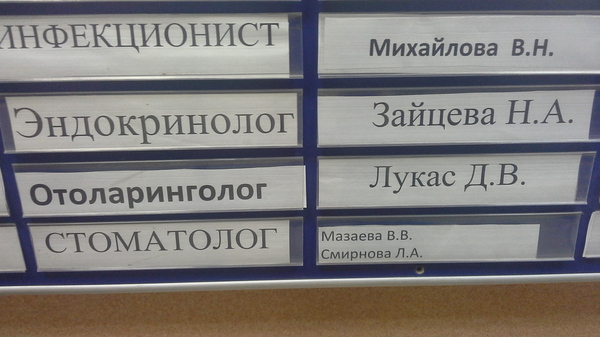 ИНФЕКЦИОНИСТ
Михайлова В.Н.
Эндокринолог
Зайцева Н.А.
Отоларинголог
Лукас Д.В.
СТОМАТОЛОГ
Мазаева В.В.
Смирнова Л.А.